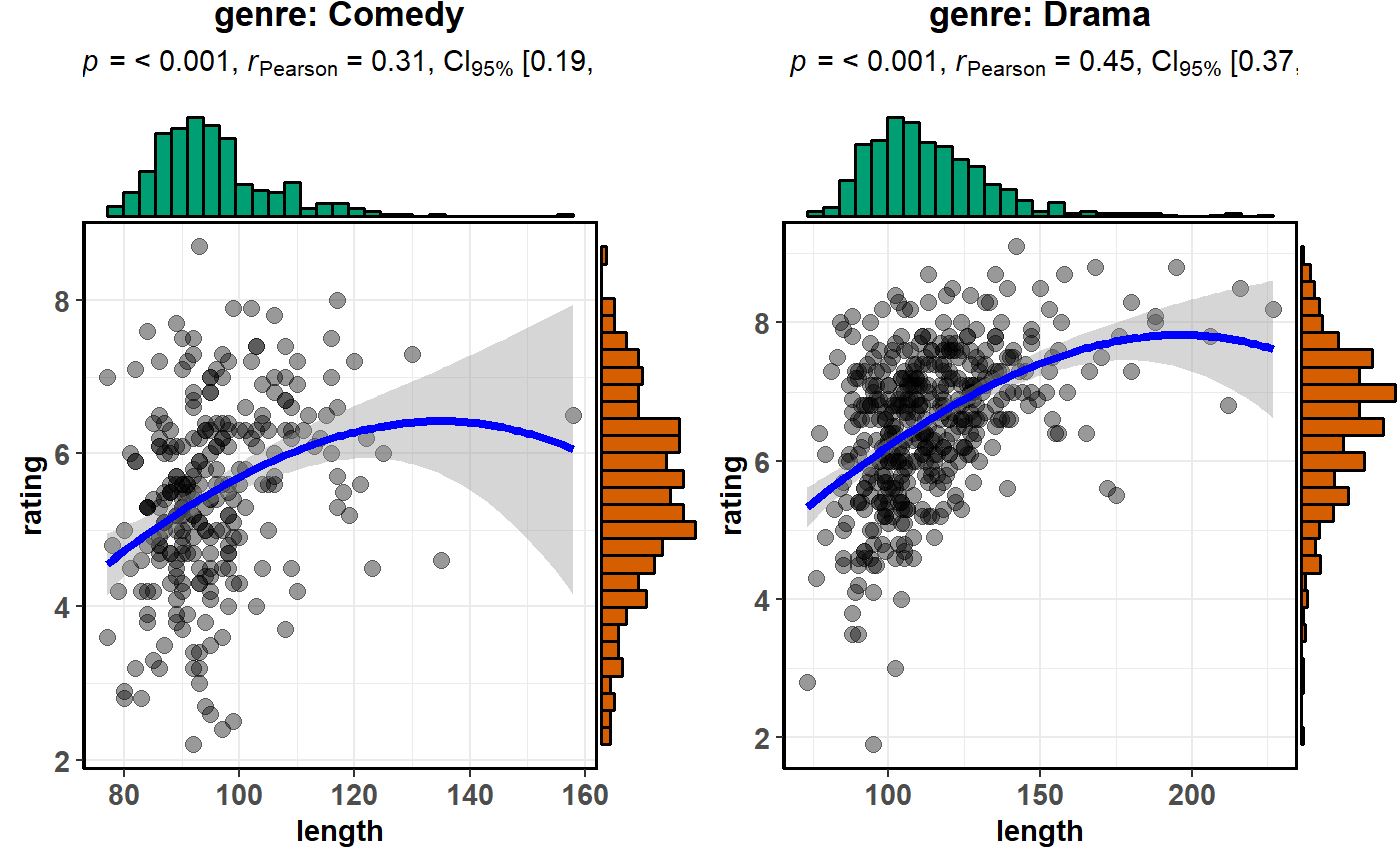 genre: Comedy
p = < 0.001, rPearson = 0.31, CI95% [0.19,
8
6
4
2
rating
80 100 120 140 160
length
genre: Drama
p = < 0.001, rPearson = 0.45, CI95% [0.37,
8
6
4
2
rating
100 150 200
length